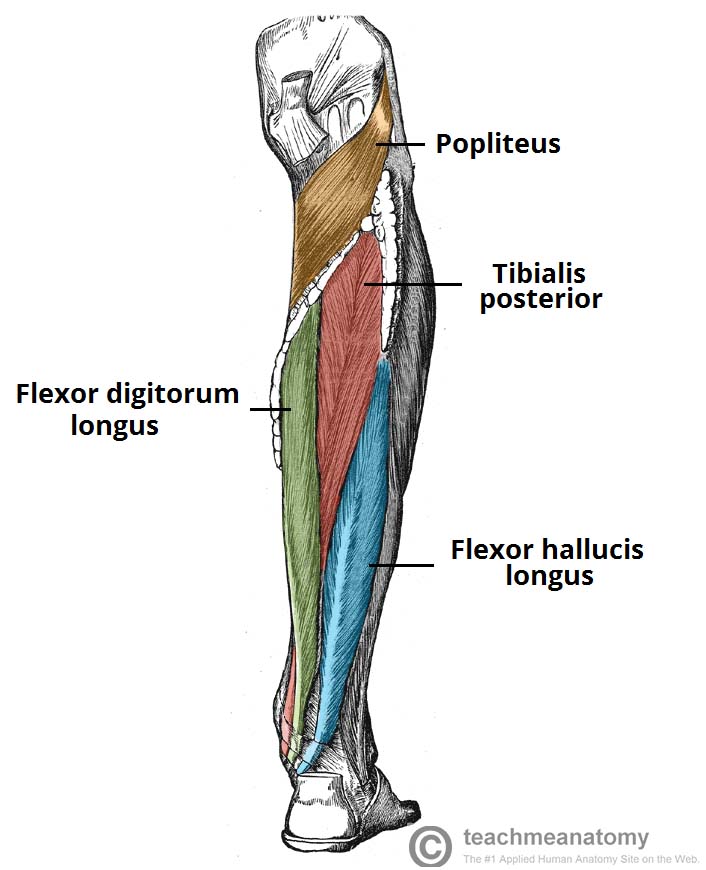 Popliteus
Tibialis
posterior
Flexor digitorum
longus
Flexor hallucis
longus
© teachmeanatomy
The #1 Applied Human Anatomy Site on the Web.